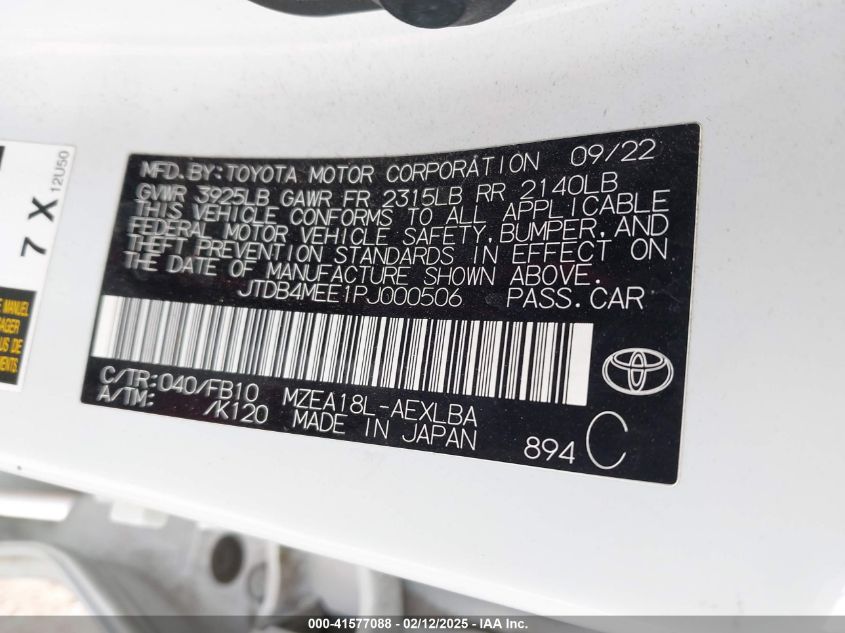 MFD. BY: TOYOTA MOTOR CORPORATION 09/22
GVWR 3925LB GAWR FR 2315LB RR 2140LB
THIS VEHICLE CONFORMS TO ALL APPLICABLE
FEDERAL MOTOR VEHICLE SAFETY, BUMPER, AND
THEFT PREVENTION STANDARDS IN EFFECT ON
THE DATE OF MANUFACTURE SHOWN ABOVE.
JTDB4MEE1PJ000506 PASS. CAR
C/TR: 040/FB10 MZEA18L-AEXLBA
A/TM: /K120 MADE IN JAPAN
894 C
7 X
12U50
US DE
000-41577088 - 02/12/2025 - IAA Inc.